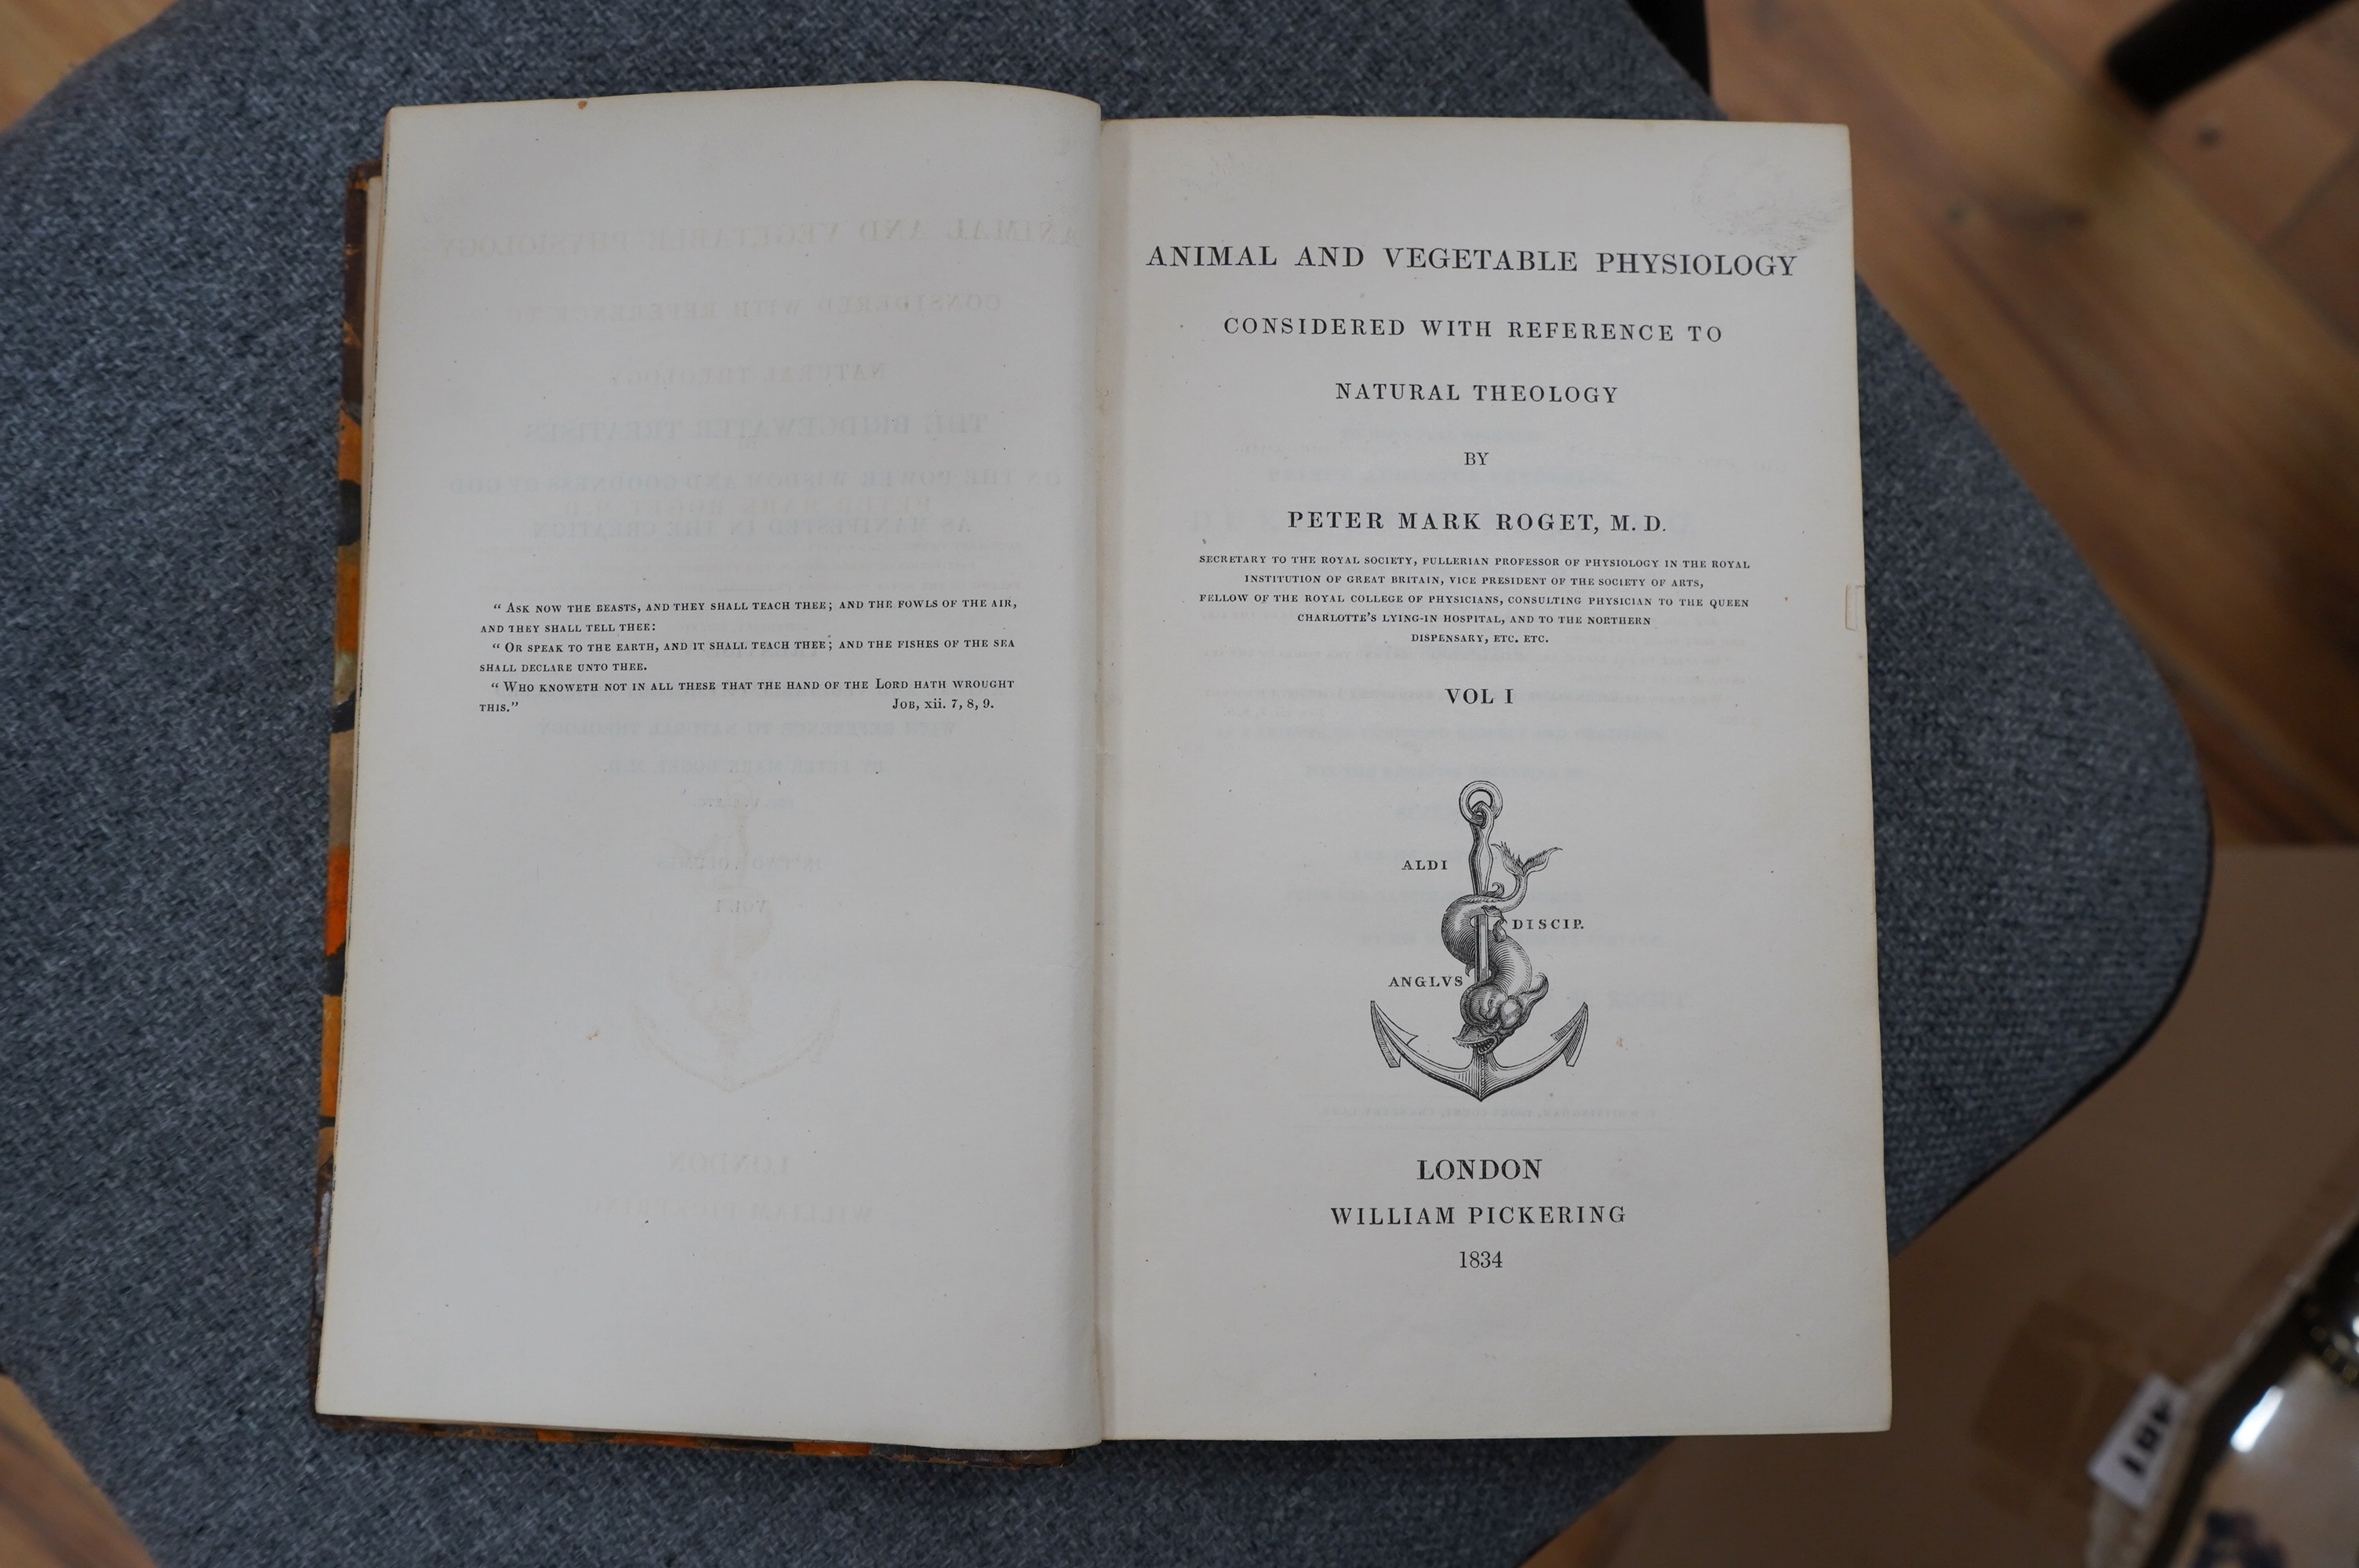 “ Ask now the beasts, and they shall teach thee; and the fowls of the air,
and they shall tell thee:
“ Or speak to the earth, and it shall teach thee; and the fishes of the sea
shall declare unto thee.
“ Who knoweth not in all these that the hand of the Lord hath wrought
this.” Job, xii. 7, 8, 9.
ANIMAL AND VEGETABLE PHYSIOLOGY
CONSIDERED WITH REFERENCE TO
NATURAL THEOLOGY
BY
PETER MARK ROGET, M. D.
SECRETARY TO THE ROYAL SOCIETY, FULLERIAN PROFESSOR OF PHYSIOLOGY IN THE ROYAL
INSTITUTION OF GREAT BRITAIN, VICE PRESIDENT OF THE SOCIETY OF ARTS,
FELLOW OF THE ROYAL COLLEGE OF PHYSICIANS, CONSULTING PHYSICIAN TO THE QUEEN
CHARLOTTE'S LYING-IN HOSPITAL, AND TO THE NORTHERN
DISPENSARY, ETC. ETC.
VOL I
ALDI
DISCIP.
ANGLVS
LONDON
WILLIAM PICKERING
1834